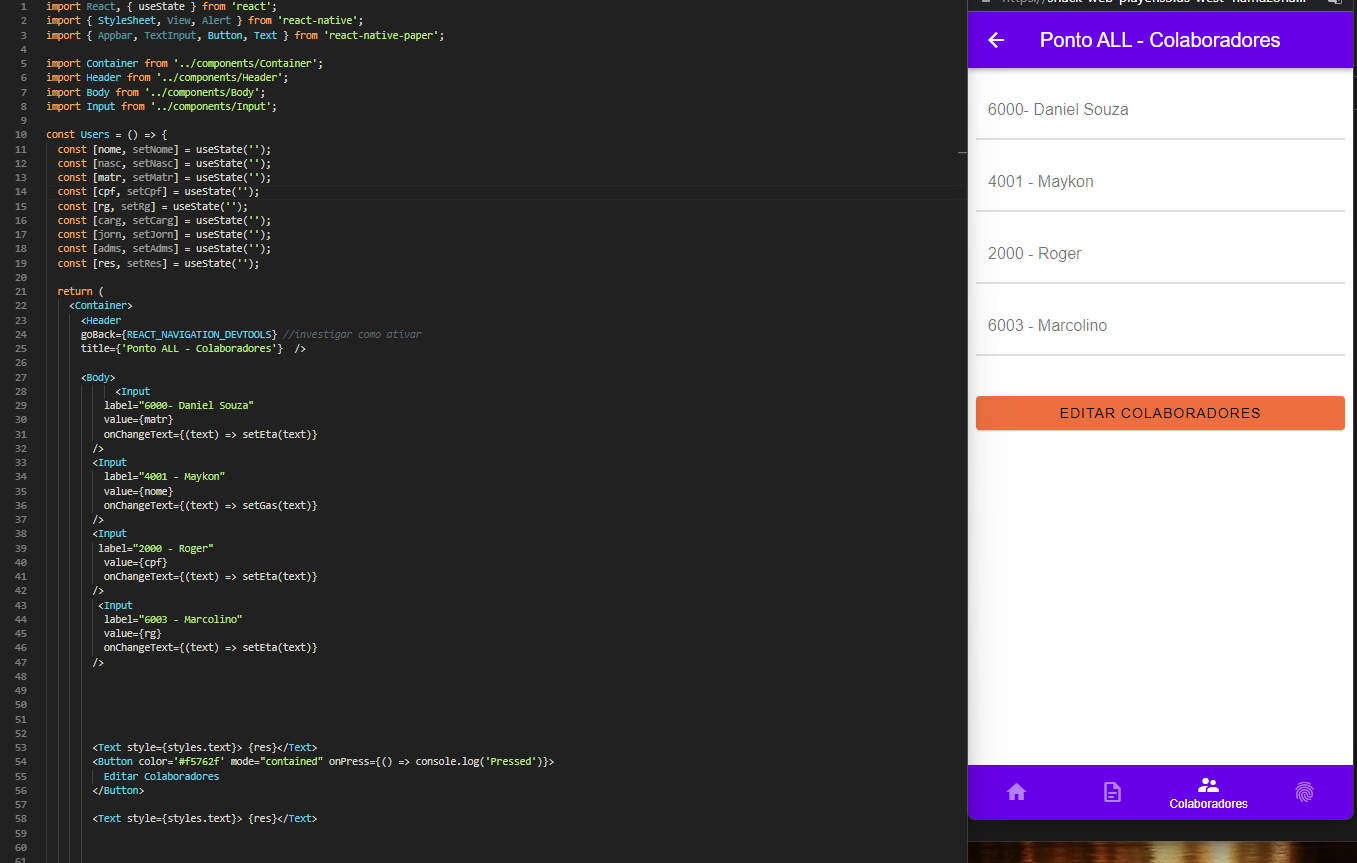 1 import React, { useState } from 'react';
2 import { StyleSheet, View, Alert } from 'react-native';
3 import { Appbar, TextInput, Button, Text } from 'react-native-paper';
4
5 import Container from '../components/Container';
6 import Header from '../components/Header';
7 import Body from '../components/Body';
8 import Input from '../components/Input';
9
10 const Users = () => {
11 const [nome, setNome] = useState('');
12 const [nasc, setNasc] = useState('');
13 const [matr, setMatr] = useState('');
14 const [cpf, setCpf] = useState('');
15 const [rg, setRg] = useState('');
16 const [carg, setCarg] = useState('');
17 const [jorn, setJorn] = useState('');
18 const [adms, setAdms] = useState('');
19 const [res, setRes] = useState('');
20
21 return (
22 <Container>
23 <Header
24 goBack={REACT_NAVIGATION_DEVTOOLS} //investigar como ativar
25 title={'Ponto ALL - Colaboradores'} />
26
27 <Body>
28 <Input
29 label="6000- Daniel Souza"
30 value={matr}
31 onChangeText={(text) => setEta(text)}
32 />
33 <Input
34 label="4001 - Maykon"
35 value={nome}
36 onChangeText={(text) => setGas(text)}
37 />
38 <Input
39 label="2000 - Roger"
40 value={cpf}
41 onChangeText={(text) => setEta(text)}
42 />
43 <Input
44 label="6003 - Marcolino"
45 value={rg}
46 onChangeText={(text) => setEta(text)}
47 />
48
49
50
51
52
53 <Text style={styles.text}> {res}</Text>
54 <Button color='#f5762f' mode="contained" onPress={() => console.log('Pressed')}>
55 Editar Colaboradores
56 </Button>
57
58 <Text style={styles.text}> {res}</Text>
59
60
61
Ponto ALL - Colaboradores
6000- Daniel Souza
4001 - Maykon
2000 - Roger
6003 - Marcolino
EDITAR COLABORADORES
Colaboradores